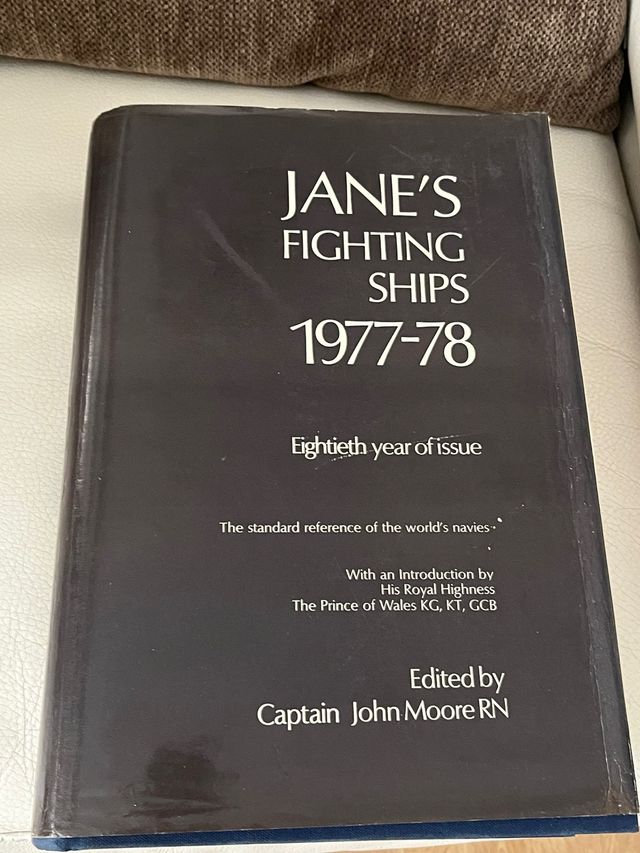 JANE'S
FIGHTING
SHIPS
1977-78
Eightieth year of issue
The standard reference of the world's navies
With an Introduction by
His Royal Highness
The Prince of Wales KG, KT, GCB
Edited by
Captain John Moore RN